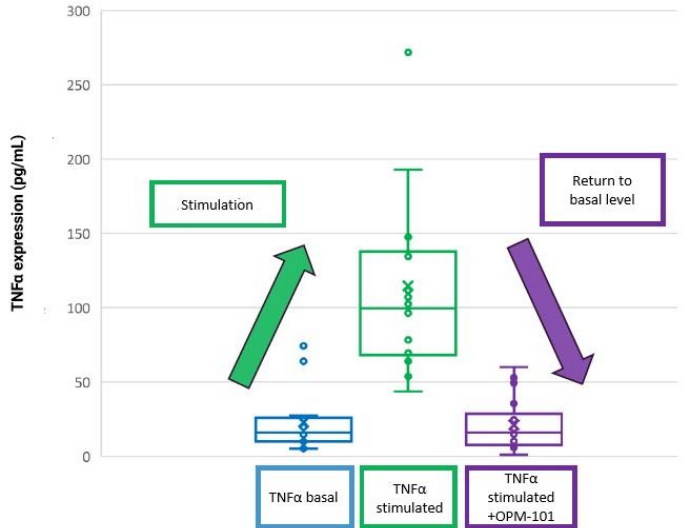 300
250
200
150
100
50
0
TNFα expression (pg/mL)
Stimulation
Return to
basal level
TNFα basal
TNFα
stimulated
TNFα
stimulated
+OPM-101